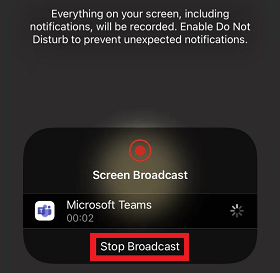 Everything on your screen, including
notifications, will be recorded. Enable Do Not
Disturb to prevent unexpected notifications.
Screen Broadcast
Microsoft Teams
00:02
Stop Broadcast